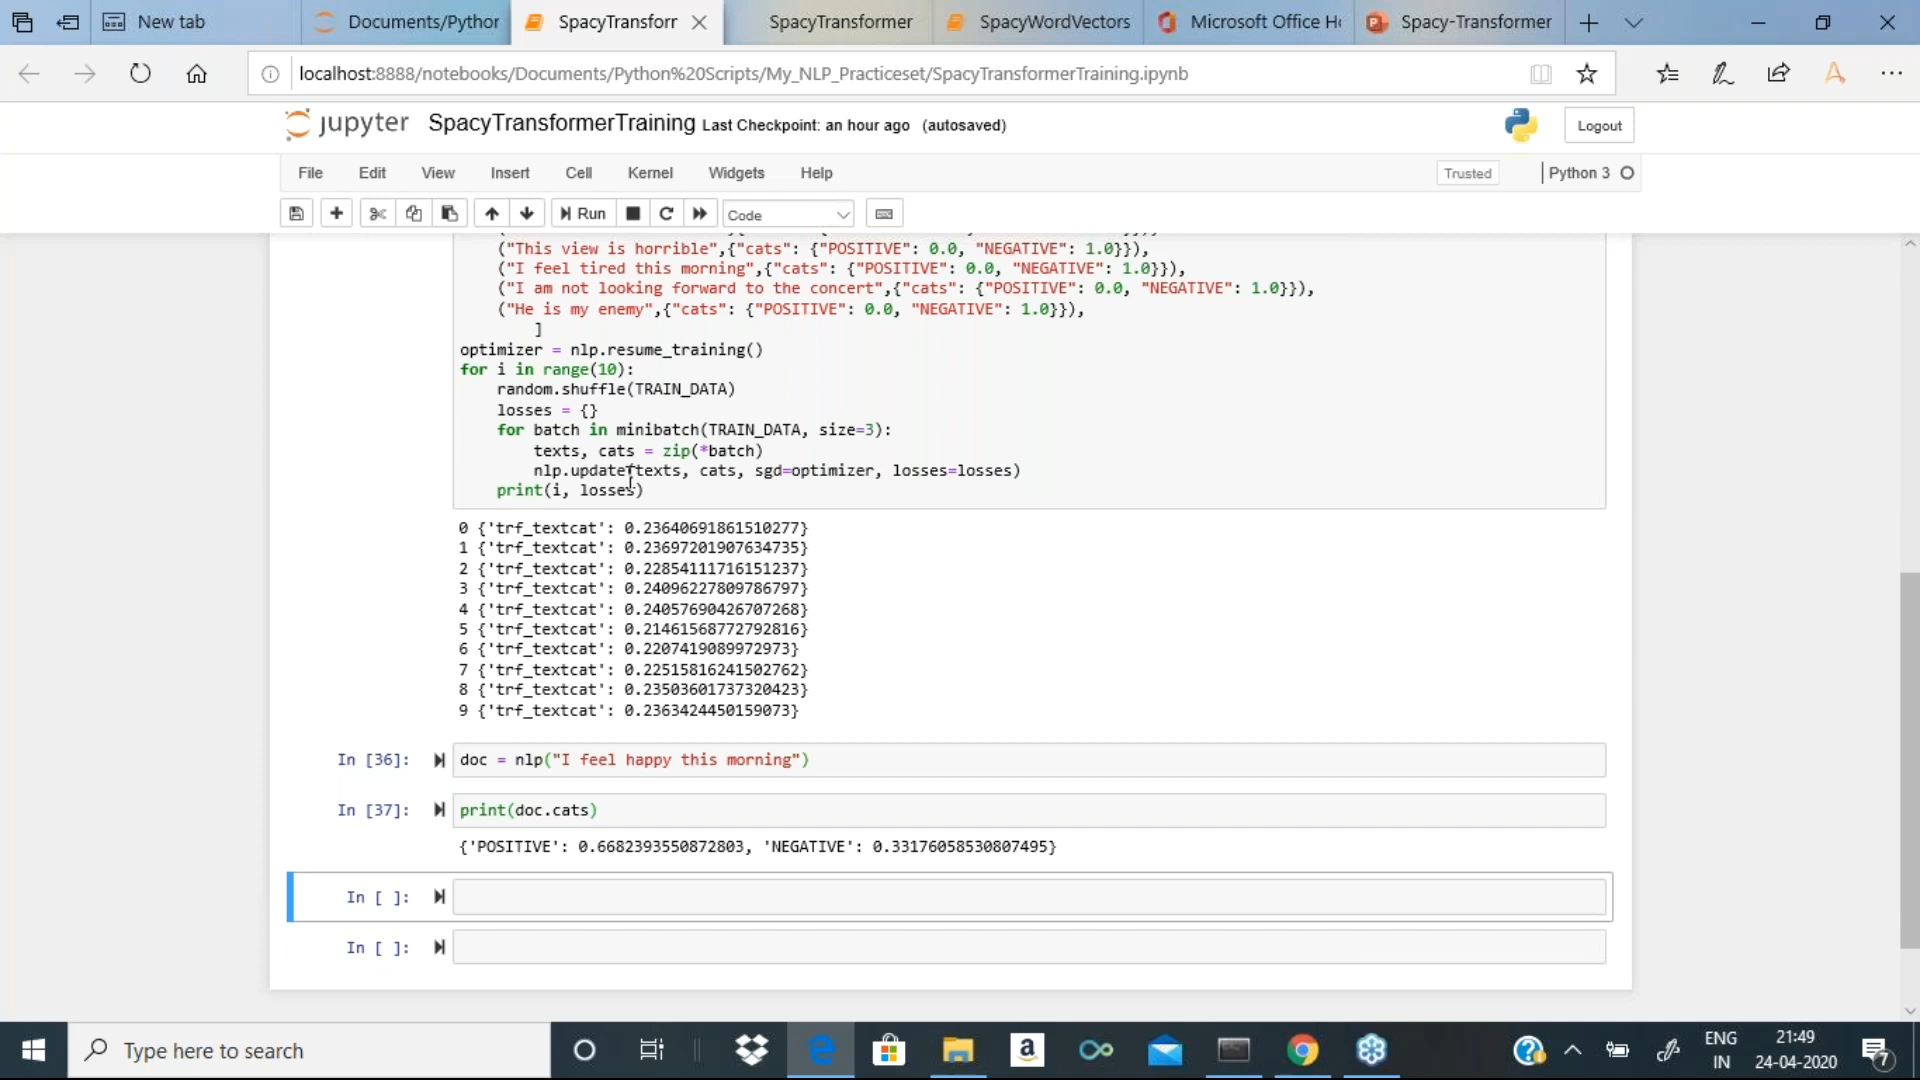 New tab
Documents/Python
SpacyTransforr
SpacyTransformer
SpacyWordVectors
Microsoft Office Ho
Spacy-Transformer
localhost:8888/notebooks/Documents/Python%20Scripts/My_NLP_Practiceset/SpacyTransformerTraining.ipynb
jupyter SpacyTransformerTraining Last Checkpoint: an hour ago (autosaved)
Logout
File Edit View Insert Cell Kernel Widgets Help
Trusted
Python 3
Run
Code
("This view is horrible",{"cats": {"POSITIVE": 0.0, "NEGATIVE": 1.0}}),
("I feel tired this morning",{"cats": {"POSITIVE": 0.0, "NEGATIVE": 1.0}}),
("I am not looking forward to the concert",{"cats": {"POSITIVE": 0.0, "NEGATIVE": 1.0}}),
("He is my enemy",{"cats": {"POSITIVE": 0.0, "NEGATIVE": 1.0}}),
]
optimizer = nlp.resume_training()
for i in range(10):
random.shuffle(TRAIN_DATA)
losses = {}
for batch in minibatch(TRAIN_DATA, size=3):
texts, cats = zip(*batch)
nlp.update(texts, cats, sgd=optimizer, losses=losses)
print(i, losses)
0 {'trf_textcat': 0.23640691861510277}
1 {'trf_textcat': 0.23697201907634735}
2 {'trf_textcat': 0.22854111716151237}
3 {'trf_textcat': 0.24096227809786797}
4 {'trf_textcat': 0.24057690426707268}
5 {'trf_textcat': 0.21461568772792816}
6 {'trf_textcat': 0.2207419089972973}
7 {'trf_textcat': 0.22515816241502762}
8 {'trf_textcat': 0.23503601737320423}
9 {'trf_textcat': 0.2363424450159073}
In [36]: doc = nlp("I feel happy this morning")
In [37]: print(doc.cats)
{'POSITIVE': 0.6682393550872803, 'NEGATIVE': 0.33176058530807495}
In [ ]:
In [ ]:
Type here to search
ENG
IN
21:49
24-04-2020
7